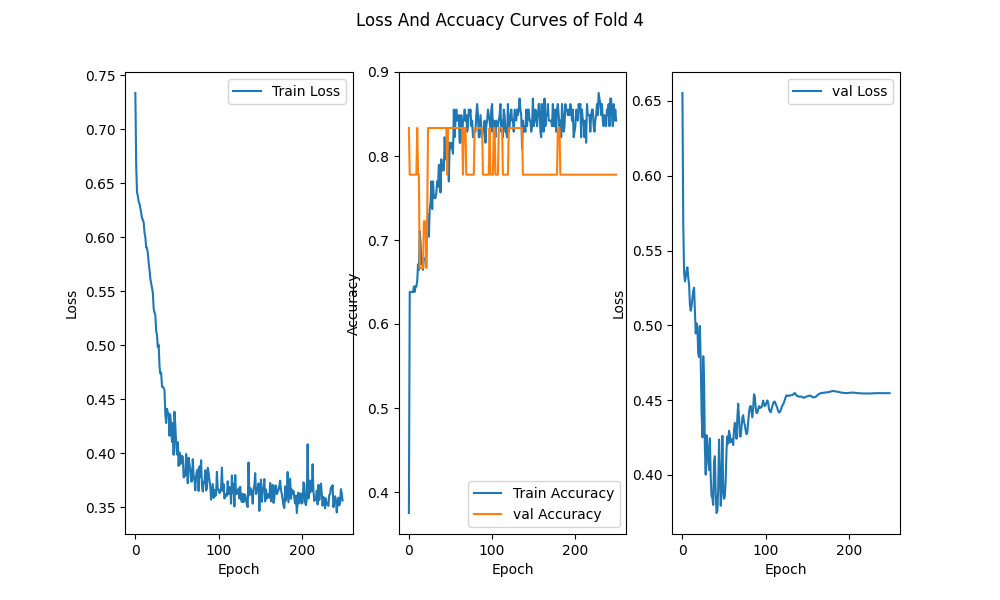 Loss And Accuacy Curves of Fold 4
0.75
0.70
0.65
0.60
0.55
0.50
0.45
0.40
0.35
Loss
0
100
200
Epoch
Train Loss
0.9
0.8
0.7
0.6
0.5
0.4
Accuracy
0
100
200
Epoch
Train Accuracy
val Accuracy
0.65
0.60
0.55
0.50
0.45
0.40
Loss
0
100
200
Epoch
val Loss